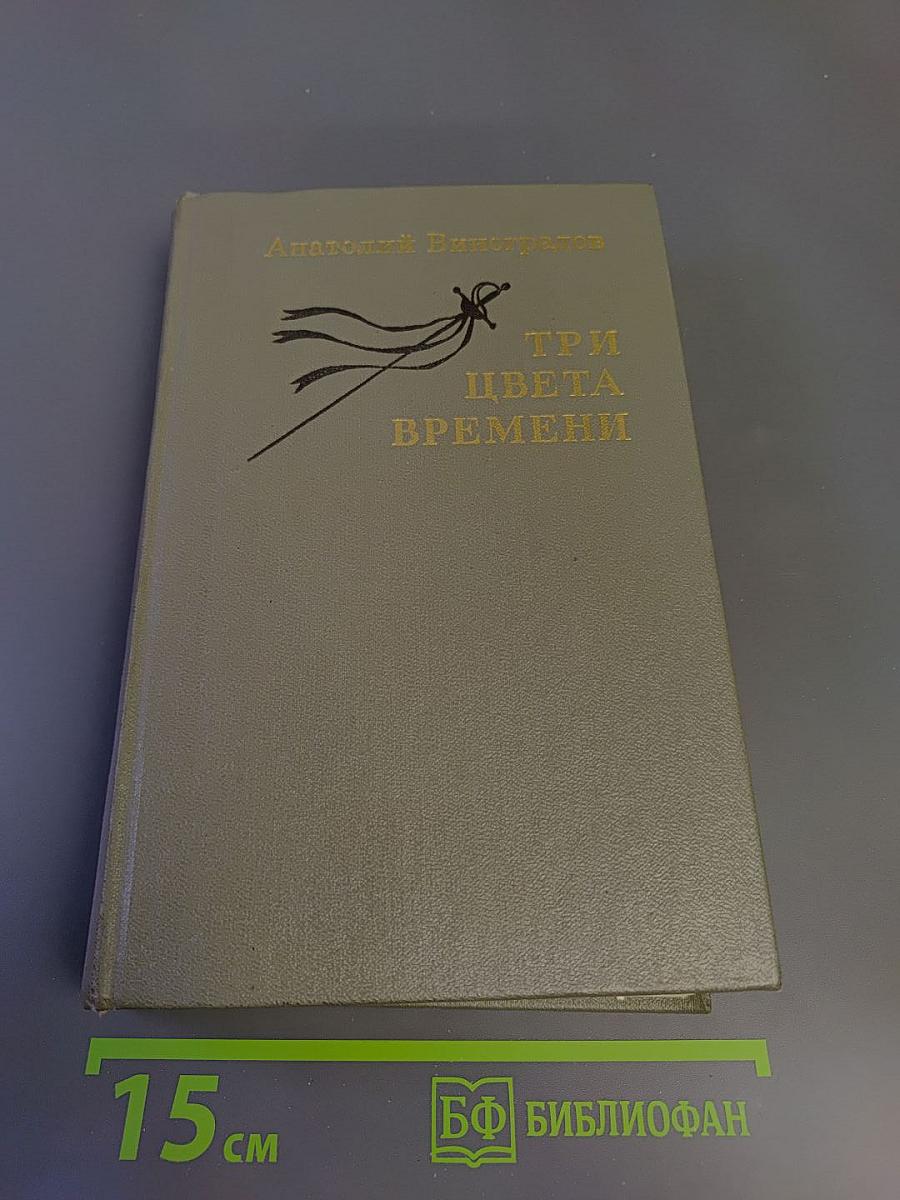 Анатолий Виноградов
ТРИ
ЦВЕТА
ВРЕМЕНИ
15 см
БФ БИБЛИОФАН